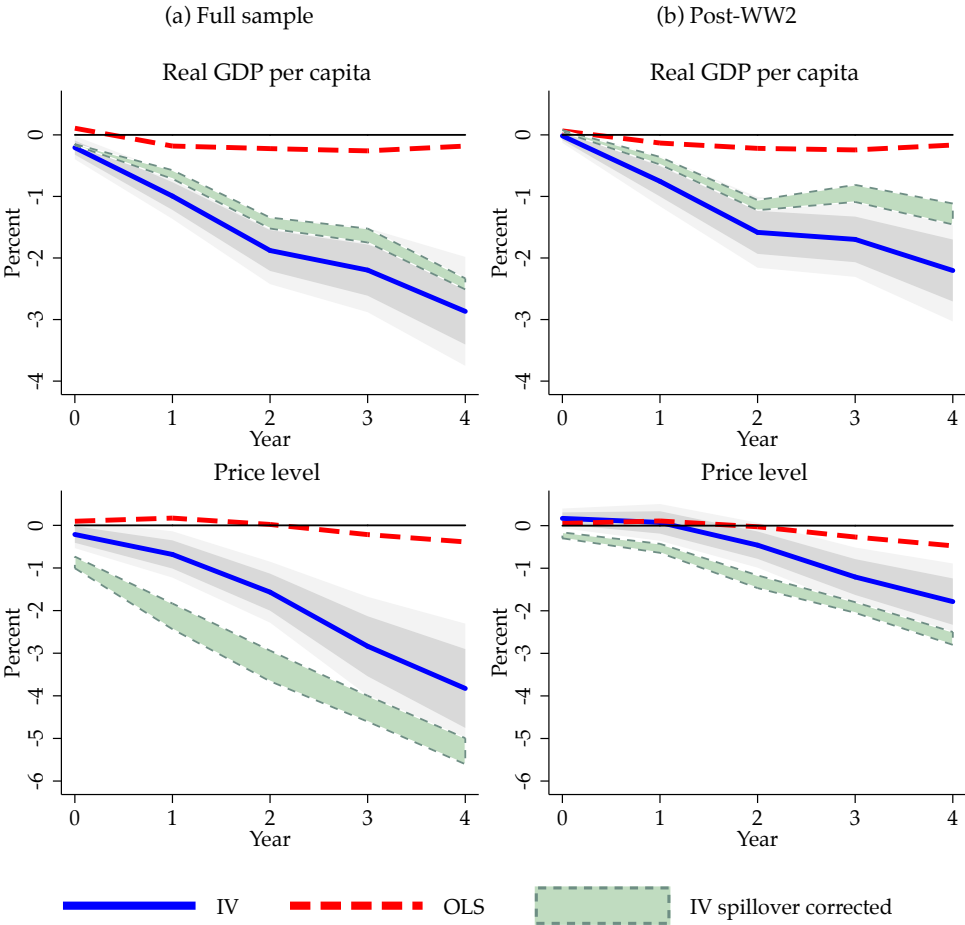 (a) Full sample
(b) Post-WW2
Real GDP per capita
0
-1
-2
-3
-4
Percent
0 1 2 3 4
Year
Real GDP per capita
0
-1
-2
-3
-4
Percent
0 1 2 3 4
Year
Price level
0
-1
-2
-3
-4
-5
-6
Percent
0 1 2 3 4
Year
Price level
0
-1
-2
-3
-4
-5
-6
Percent
0 1 2 3 4
Year
IV OLS IV spillover corrected